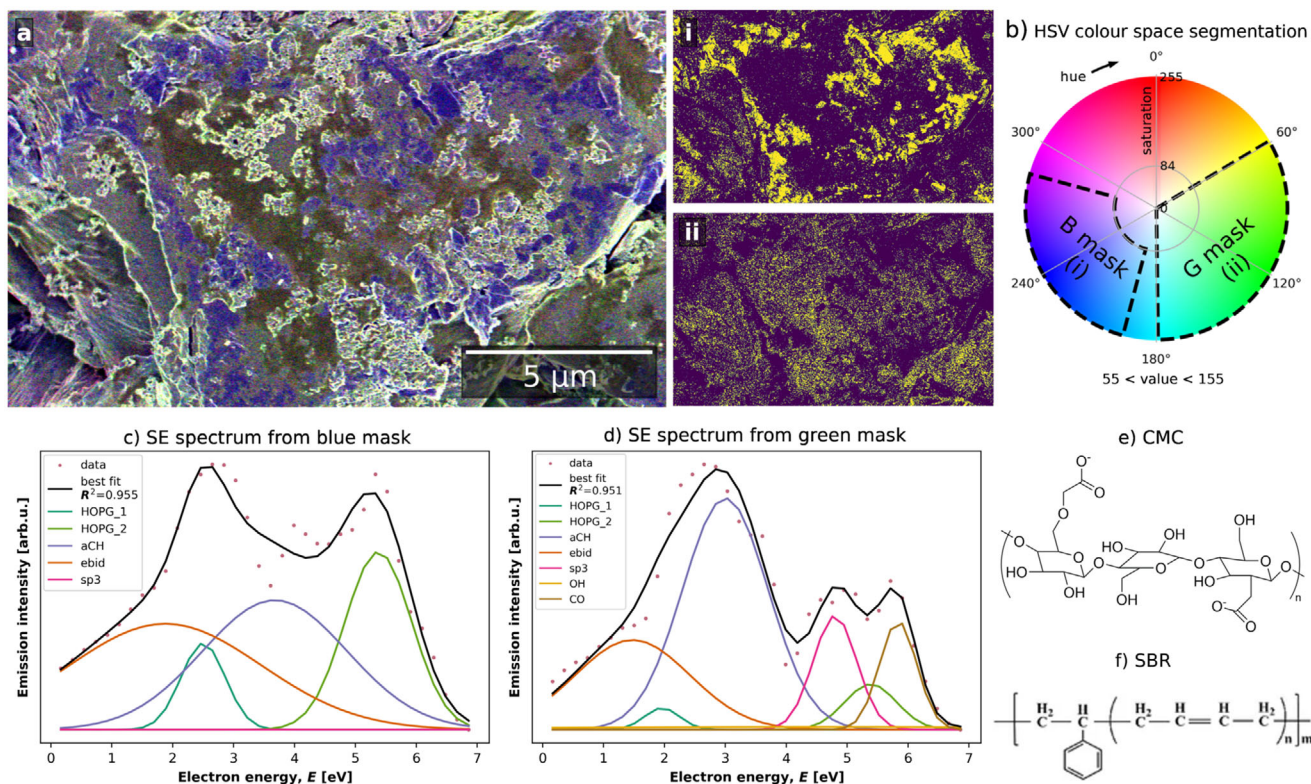 a
5 μm
i
ii
b) HSV colour space segmentation
hue
0°
255
saturation
84
0
60°
120°
180°
240°
300°
B mask
(i)
G mask
(ii)
55 < value < 155
c) SE spectrum from blue mask
Emission intensity [arb.u.]
data
best fit
R²=0.955
HOPG_1
HOPG_2
aCH
ebid
sp3
0 1 2 3 4 5 6 7
Electron energy, E [eV]
d) SE spectrum from green mask
Emission intensity [arb.u.]
data
best fit
R²=0.951
HOPG_1
HOPG_2
aCH
ebid
sp3
OH
CO
0 1 2 3 4 5 6 7
Electron energy, E [eV]
e) CMC
O⁻
O
O
HO
OH
OH
O
O
O
HO
OH
O
OH
O
HO
O
O
O⁻
O
n
f) SBR
H₂ H H₂ H H H₂
C C C C C C
n m